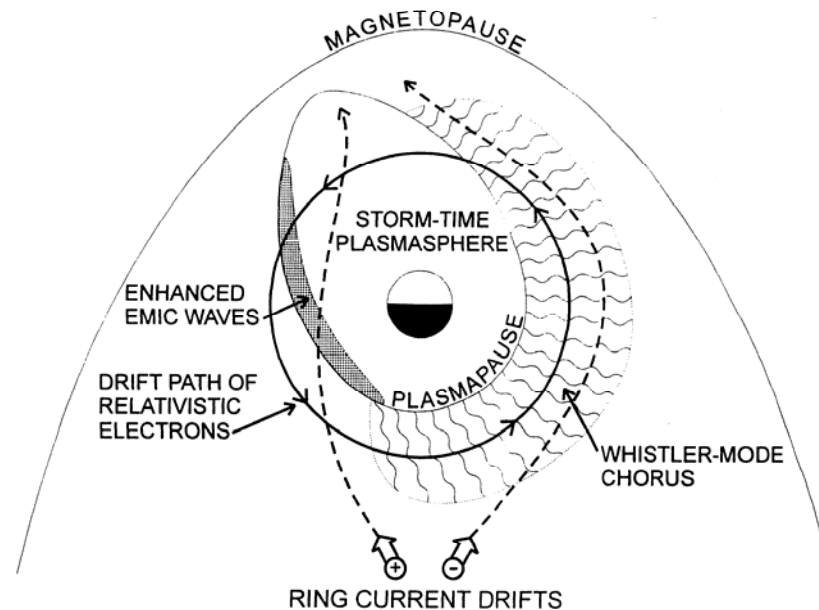 MAGNETOPAUSE
STORM-TIME
PLASMASPHERE
ENHANCED
EMIC WAVES
PLASMAPAUSE
DRIFT PATH OF
RELATIVISTIC
ELECTRONS
WHISTLER-MODE
CHORUS
+ −
RING CURRENT DRIFTS